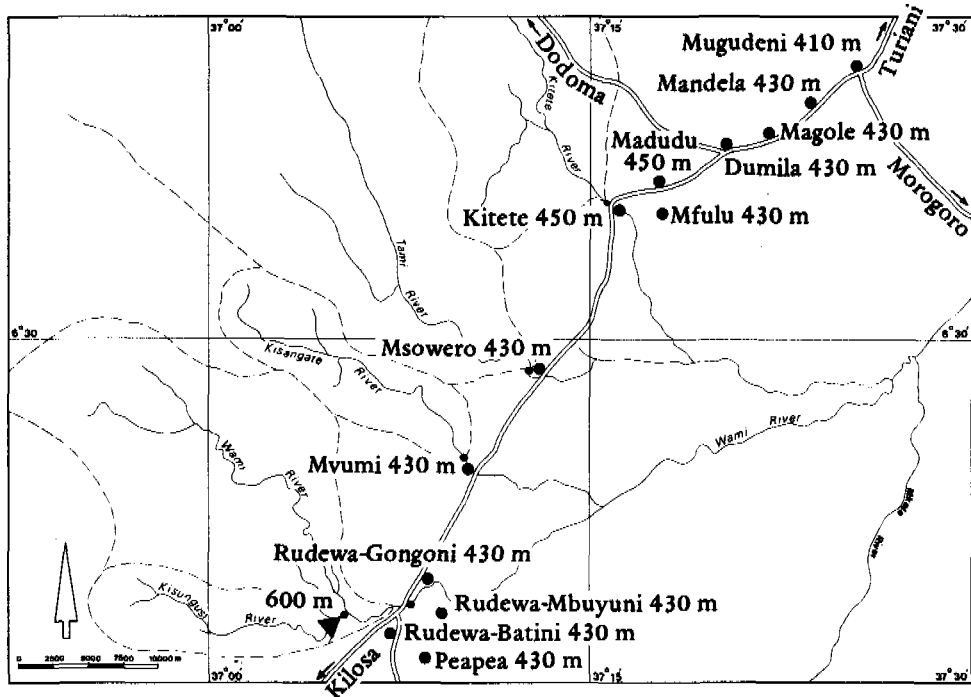 37°00'
37°15'
37°30'
Turiani
Mugudeni 410 m
Dodoma
Mandela 430 m
Kitete
River
Madudu
450 m
Magole 430 m
Dumila 430 m
Morogoro
Kitete 450 m
Mfulu 430 m
Tami
River
6°30
6°30'
Msowero 430 m
Kisangate
River
Wami
River
Wami River
Mvumi 430 m
River
Rudewa-Gongoni 430 m
Kisungusi
River
600 m
Rudewa-Mbuyuni 430 m
Rudewa-Batini 430 m
Peapea 430 m
Kilosa
0 2500 5000 7500 10000 m
37°00'
37°15'
37°30'